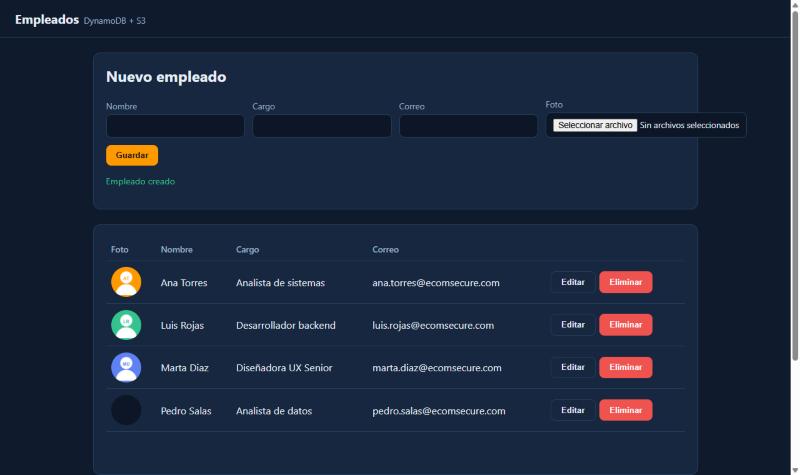 Empleados DynamoDB + S3
Nuevo empleado
Nombre Cargo Correo Foto
Seleccionar archivo Sin archivos seleccionados
Guardar
Empleado creado
Foto Nombre Cargo Correo
Ana Torres Analista de sistemas ana.torres@ecomsecure.com Editar Eliminar
Luis Rojas Desarrollador backend luis.rojas@ecomsecure.com Editar Eliminar
Marta Diaz Diseñadora UX Senior marta.diaz@ecomsecure.com Editar Eliminar
Pedro Salas Analista de datos pedro.salas@ecomsecure.com Editar Eliminar